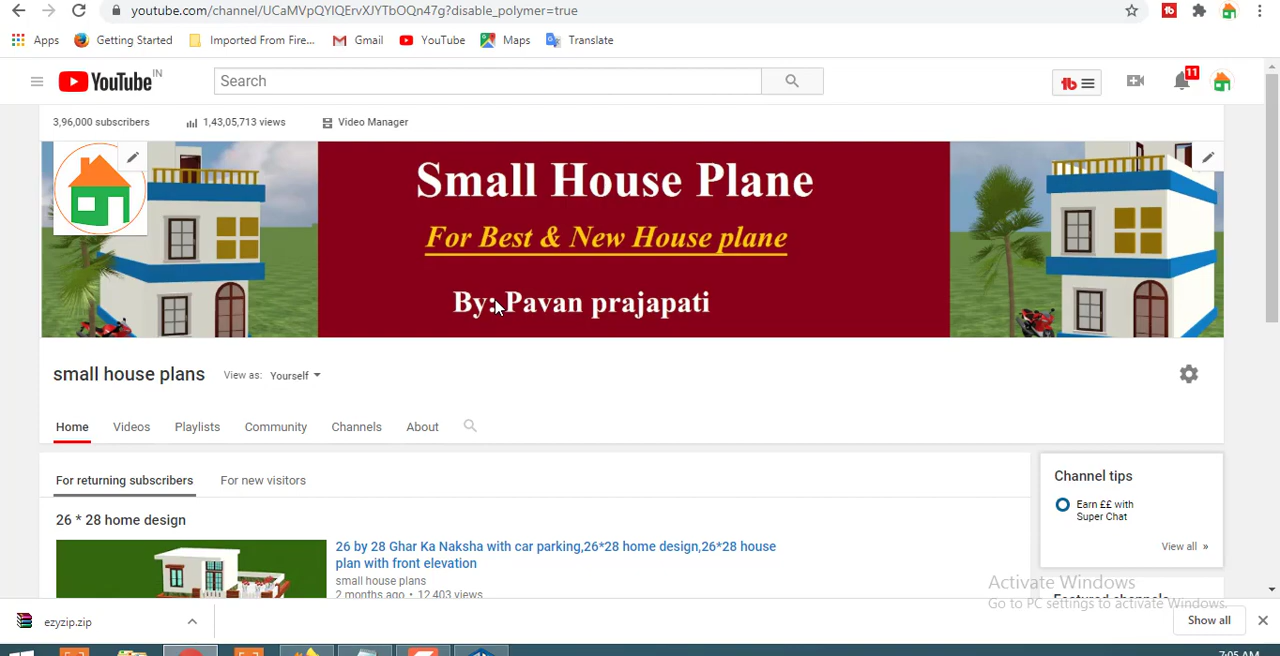 youtube.com/channel/UCaMVpQYIQErvXJYTbOQn47g?disable_polymer=true
Apps Getting Started Imported From Fire... Gmail YouTube Maps Translate
YouTube IN Search 11
3,96,000 subscribers 1,43,05,713 views Video Manager
Small House Plane
For Best & New House plane
By:-Pavan prajapati
small house plans View as: Yourself
Home Videos Playlists Community Channels About
For returning subscribers For new visitors
Channel tips
Earn ££ with
Super Chat
View all »
26 * 28 home design
26 by 28 Ghar Ka Naksha with car parking,26*28 home design,26*28 house
plan with front elevation
small house plans
2 months ago • 12,403 views
Featured channels
Activate Windows
Go to PC settings to activate Windows.
ezyzip.zip Show all
7:05 AM